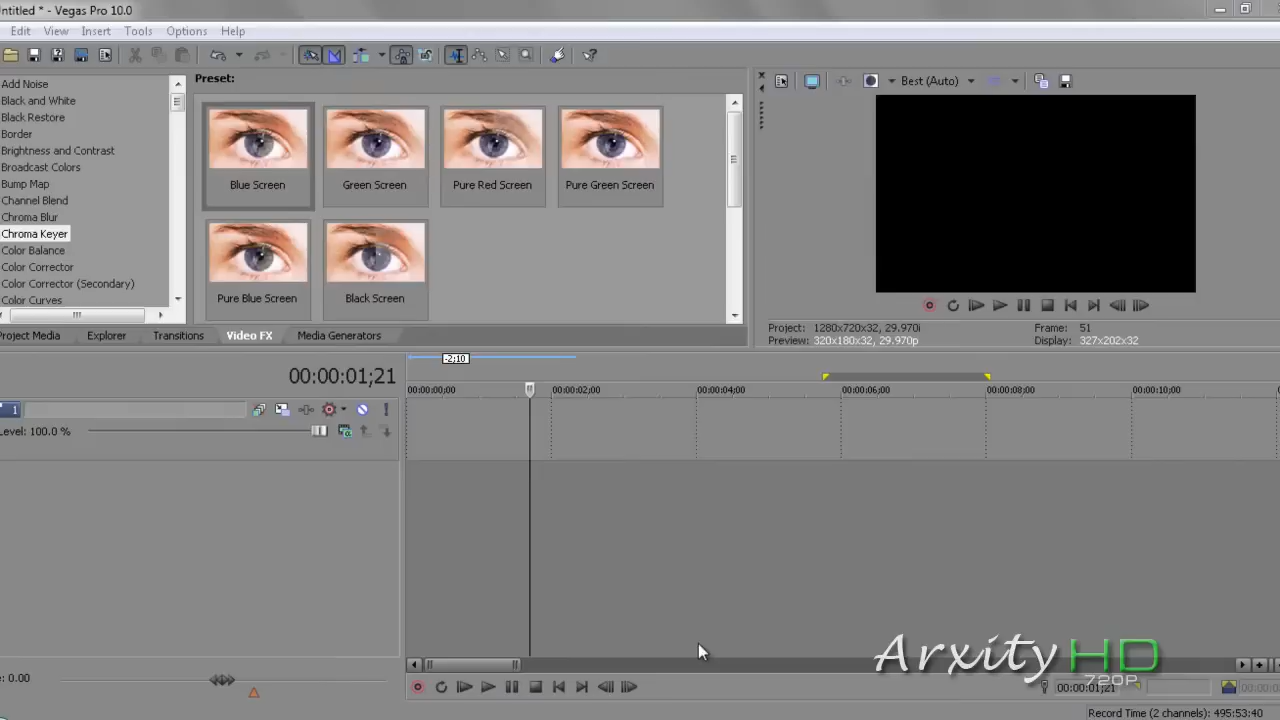 Untitled * - Vegas Pro 10.0
Edit View Insert Tools Options Help
Add Noise
Black and White
Black Restore
Border
Brightness and Contrast
Broadcast Colors
Bump Map
Channel Blend
Chroma Blur
Chroma Keyer
Color Balance
Color Corrector
Color Corrector (Secondary)
Color Curves
Preset:
Blue Screen
Green Screen
Pure Red Screen
Pure Green Screen
Pure Blue Screen
Black Screen
Project Media Explorer Transitions Video FX Media Generators
Best (Auto)
Project: 1280x720x32, 29.970i
Frame: 51
Preview: 320x180x32, 29.970p
Display: 327x202x32
-2;10
00:00:01;21
00:00:00;00 00:00:02;00 00:00:04;00 00:00:06;00 00:00:08;00 00:00:10;00
1
Level: 100.0 %
e: 0.00
Arxity HD
720P
00:00:01;21
Record Time (2 channels): 495:53:40